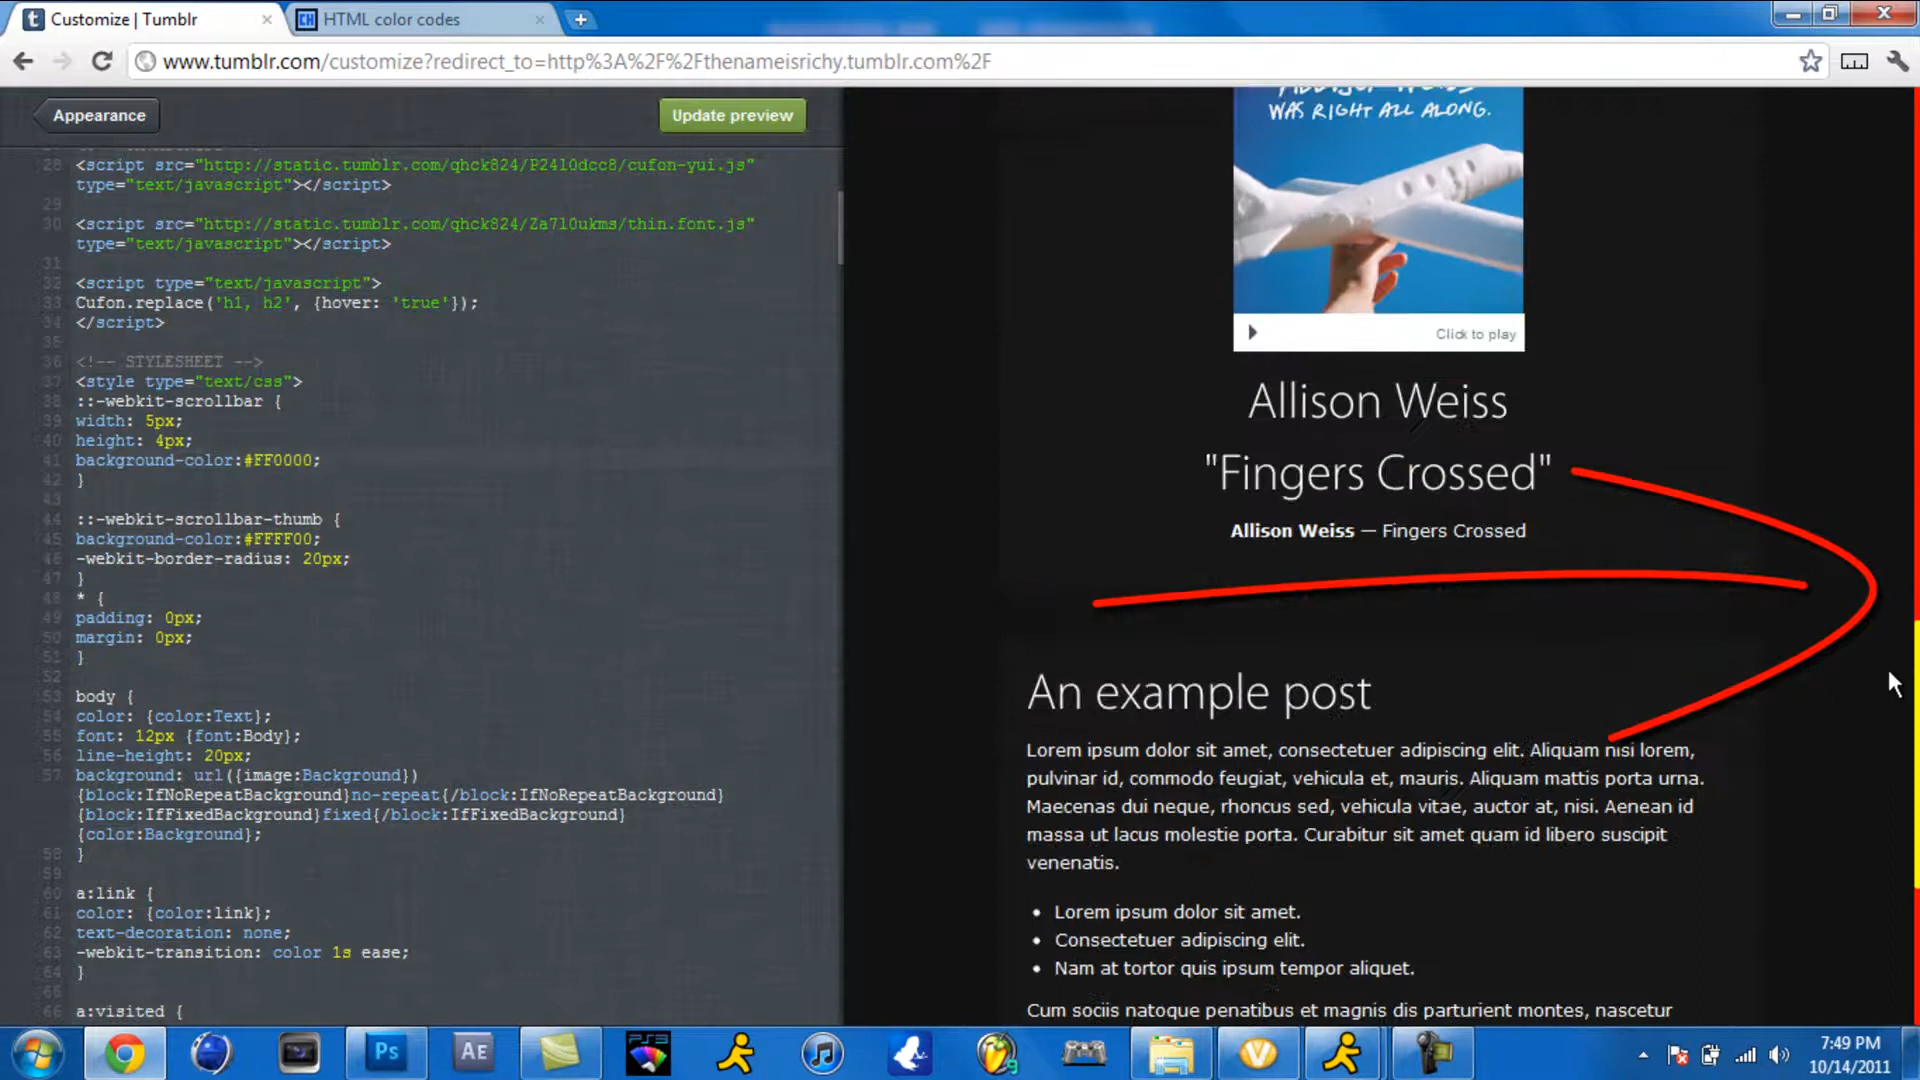 Customize | Tumblr
HTML color codes
www.tumblr.com/customize?redirect_to=http%3A%2F%2Fthenameisrichy.tumblr.com%2F
Appearance
Update preview
28 <script src="http://static.tumblr.com/qhck824/P24l0dcc8/cufon-yui.js"
type="text/javascript"></script>
29
30 <script src="http://static.tumblr.com/qhck824/Za7l0ukms/thin.font.js"
type="text/javascript"></script>
31
32 <script type="text/javascript">
33 Cufon.replace('h1, h2', {hover: 'true'});
34 </script>
35
36 <!-- STYLESHEET -->
37 <style type="text/css">
38 ::-webkit-scrollbar {
39 width: 5px;
40 height: 4px;
41 background-color:#FF0000;
42 }
43
44 ::-webkit-scrollbar-thumb {
45 background-color:#FFFF00;
46 -webkit-border-radius: 20px;
47 }
48 * {
49 padding: 0px;
50 margin: 0px;
51 }
52
53 body {
54 color: {color:Text};
55 font: 12px {font:Body};
56 line-height: 20px;
57 background: url({image:Background})
{block:IfNoRepeatBackground}no-repeat{/block:IfNoRepeatBackground}
{block:IfFixedBackground}fixed{/block:IfFixedBackground}
{color:Background};
58 }
59
60 a:link {
61 color: {color:link};
62 text-decoration: none;
63 -webkit-transition: color 1s ease;
64 }
65
66 a:visited {
WAS RIGHT ALL ALONG.
Click to play
Allison Weiss
"Fingers Crossed"
Allison Weiss — Fingers Crossed
An example post
Lorem ipsum dolor sit amet, consectetuer adipiscing elit. Aliquam nisi lorem,
pulvinar id, commodo feugiat, vehicula et, mauris. Aliquam mattis porta urna.
Maecenas dui neque, rhoncus sed, vehicula vitae, auctor at, nisi. Aenean id
massa ut lacus molestie porta. Curabitur sit amet quam id libero suscipit
venenatis.
• Lorem ipsum dolor sit amet.
• Consectetuer adipiscing elit.
• Nam at tortor quis ipsum tempor aliquet.
Cum sociis natoque penatibus et magnis dis parturient montes, nascetur
Ps
AE
PS3
7:49 PM
10/14/2011